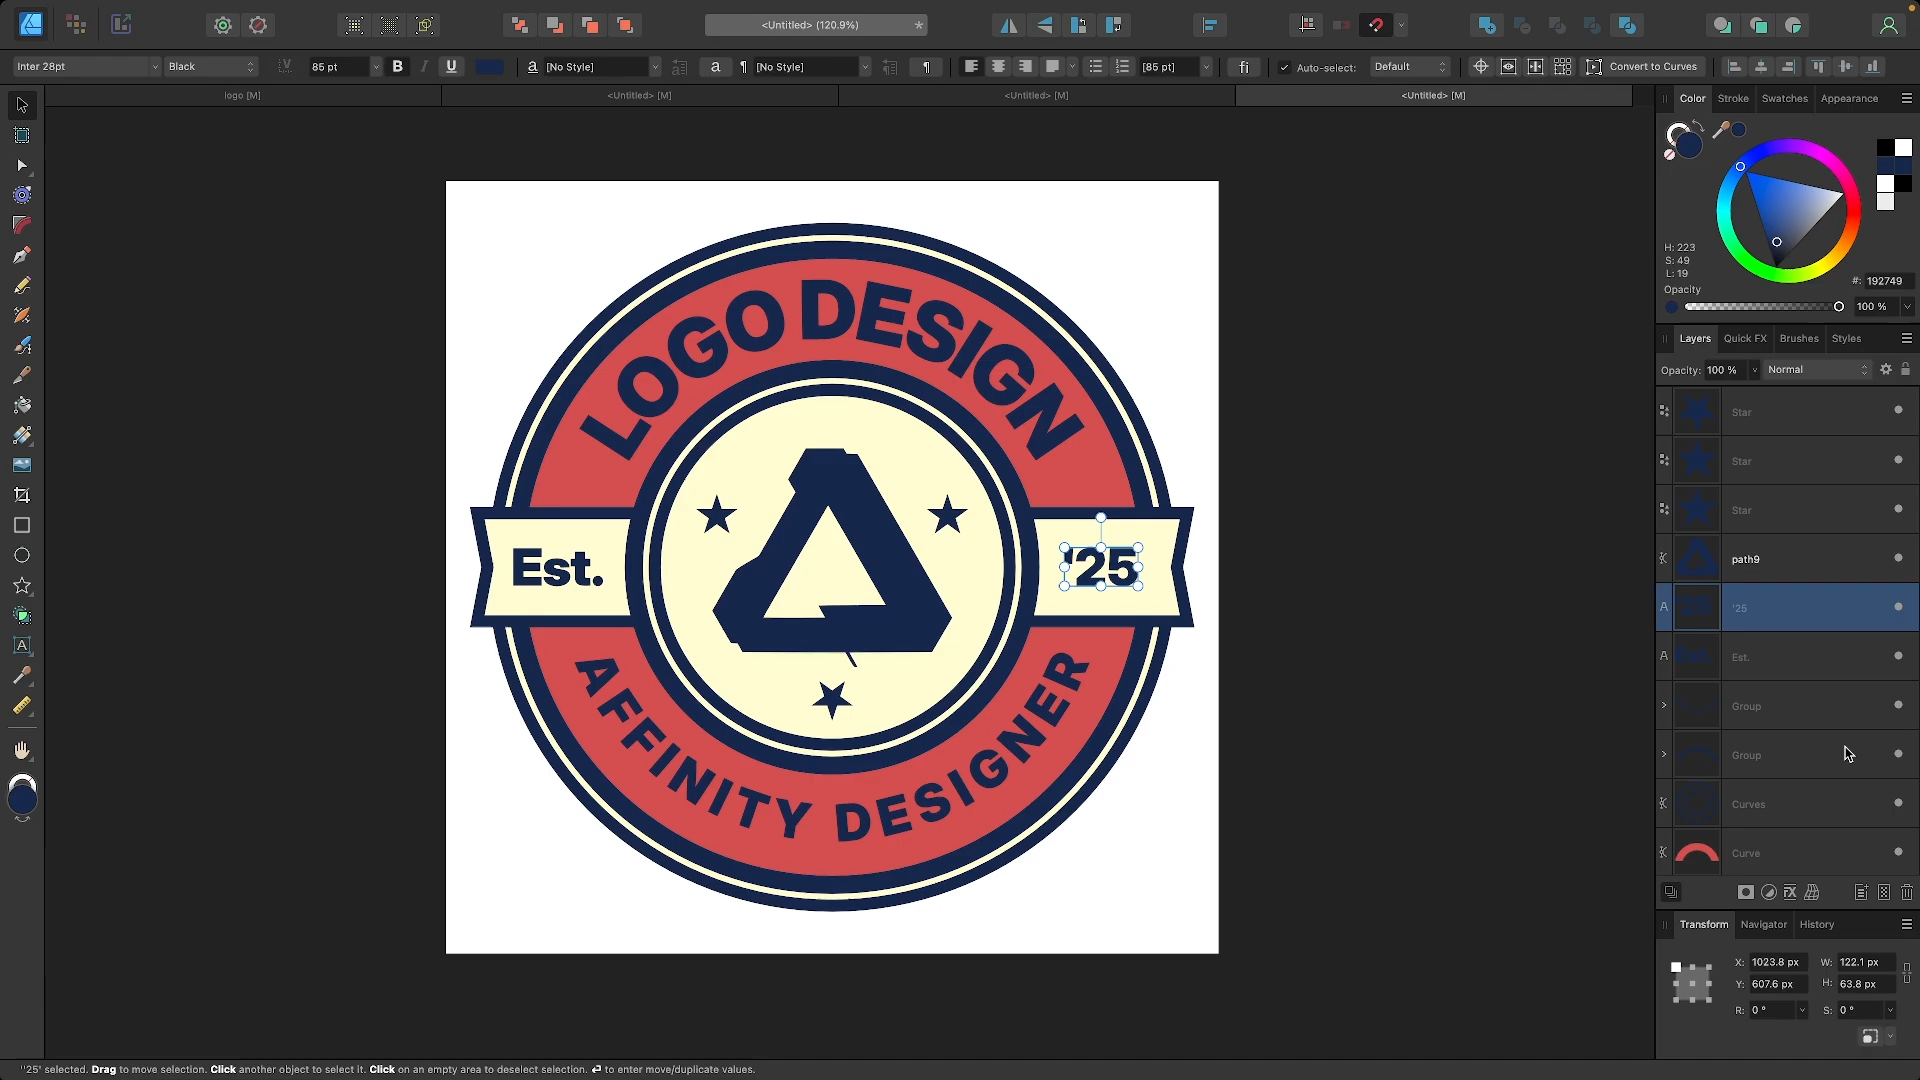 <Untitled> (120.9%)
*
Inter 28pt
Black
85 pt
B
I
U
a
[No Style]
a
¶
[No Style]
¶
[85 pt]
fi
Auto-select:
Default
Convert to Curves
logo [M]
<Untitled> [M]
<Untitled> [M]
<Untitled> [M]
Color
Stroke
Swatches
Appearance
H: 223
S: 49
L: 19
#: 192749
Opacity
100 %
Layers
Quick FX
Brushes
Styles
Opacity: 100 %
Normal
Star
Star
Star
path9
A
'25
A
Est.
Group
Group
Curves
Curve
LOGO DESIGN
Est.
'25
AFFINITY DESIGNER
Transform
Navigator
History
X: 1023.8 px
W: 122.1 px
Y: 607.6 px
H: 63.8 px
R: 0 °
S: 0 °
"25' selected. Drag to move selection. Click another object to select it. Click on an empty area to deselect selection. ⏎ to enter move/duplicate values.